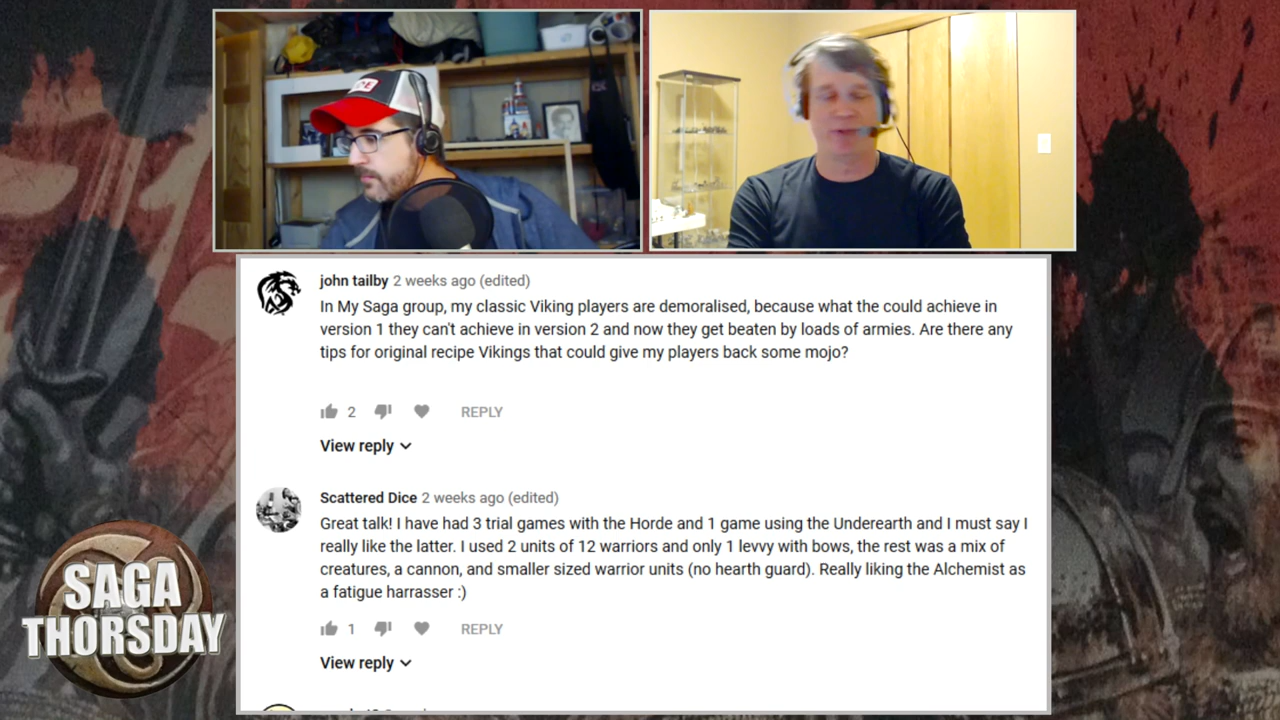 john tailby 2 weeks ago (edited)
In My Saga group, my classic Viking players are demoralised, because what the could achieve in
version 1 they can't achieve in version 2 and now they get beaten by loads of armies. Are there any
tips for original recipe Vikings that could give my players back some mojo?
2 REPLY
View reply
Scattered Dice 2 weeks ago (edited)
Great talk! I have had 3 trial games with the Horde and 1 game using the Underearth and I must say I
really like the latter. I used 2 units of 12 warriors and only 1 levvy with bows, the rest was a mix of
creatures, a cannon, and smaller sized warrior units (no hearth guard). Really liking the Alchemist as
a fatigue harrasser :)
1 REPLY
View reply
SAGA
THORSDAY